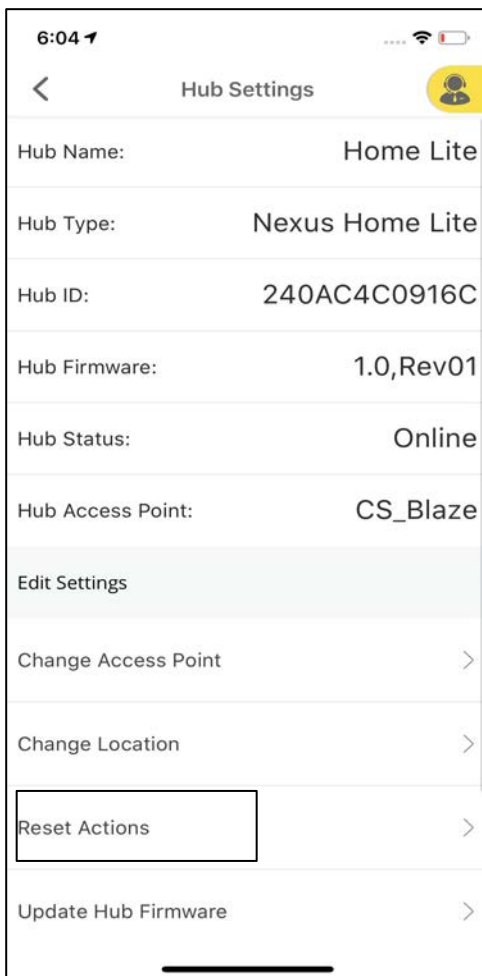 6:04
Hub Settings
Hub Name: Home Lite
Hub Type: Nexus Home Lite
Hub ID: 240AC4C0916C
Hub Firmware: 1.0,Rev01
Hub Status: Online
Hub Access Point: CS_Blaze
Edit Settings
Change Access Point
Change Location
Reset Actions
Update Hub Firmware